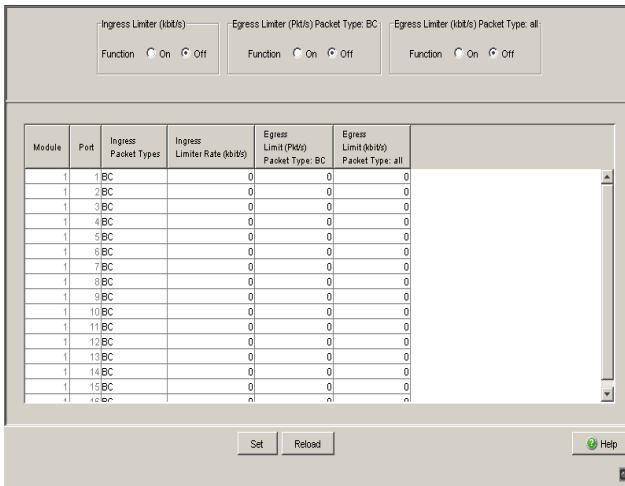 Ingress Limiter (kbit/s)
Function On Off
Egress Limiter (Pkt/s) Packet Type: BC
Function On Off
Egress Limiter (kbit/s) Packet Type: all
Function On Off
Module Port Ingress Packet Types Ingress Limiter Rate (kbit/s) Egress Limit (Pkt/s) Packet Type: BC Egress Limit (kbit/s) Packet Type: all
1 1 BC 0 0 0
1 2 BC 0 0 0
1 3 BC 0 0 0
1 4 BC 0 0 0
1 5 BC 0 0 0
1 6 BC 0 0 0
1 7 BC 0 0 0
1 8 BC 0 0 0
1 9 BC 0 0 0
1 10 BC 0 0 0
1 11 BC 0 0 0
1 12 BC 0 0 0
1 13 BC 0 0 0
1 14 BC 0 0 0
1 15 BC 0 0 0
1 16 BC 0 0 0
Set Reload Help